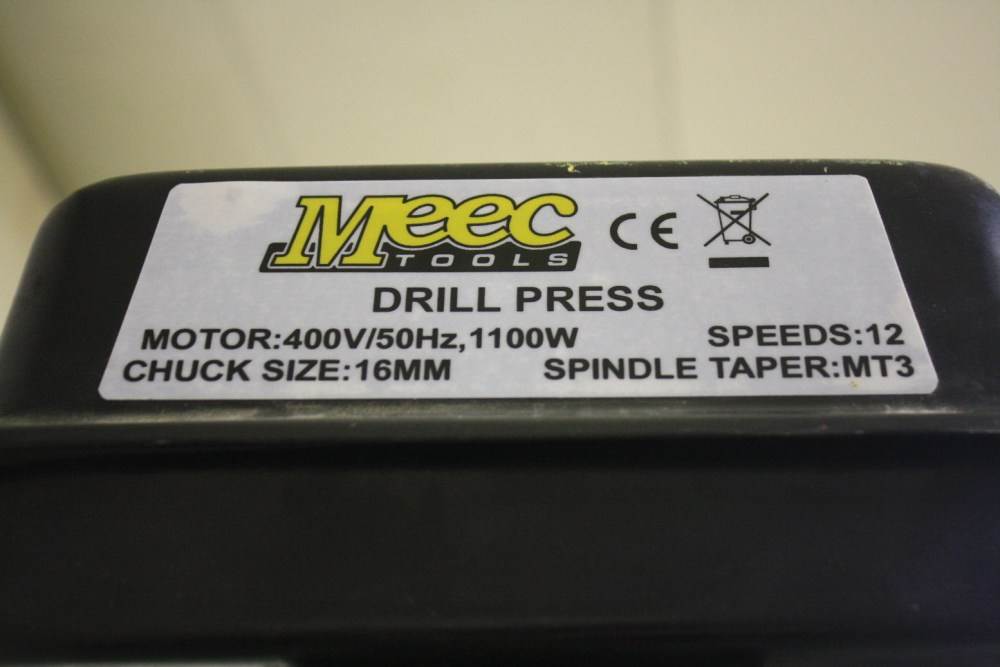 Meec
TOOLS
CE
DRILL PRESS
MOTOR:400V/50Hz,1100W SPEEDS:12
CHUCK SIZE:16MM SPINDLE TAPER:MT3